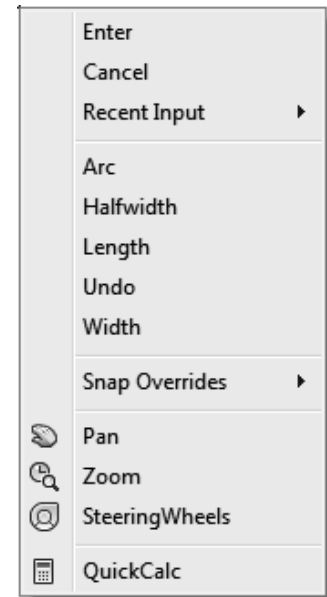 Enter
Cancel
Recent Input
Arc
Halfwidth
Length
Undo
Width
Snap Overrides
Pan
Zoom
SteeringWheels
QuickCalc